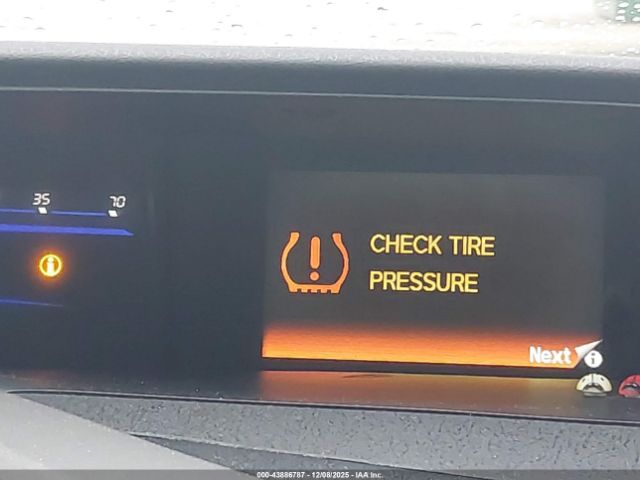 35 70
CHECK TIRE
PRESSURE
Next
000-43886787 - 12/08/2025 - IAA Inc.